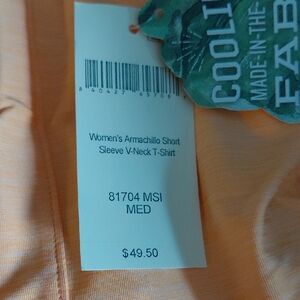 COOLI
MADE-IN-THE-
FAB
Women's Armachillo Short
Sleeve V-Neck T-Shirt
81704 MSI
MED
$49.50